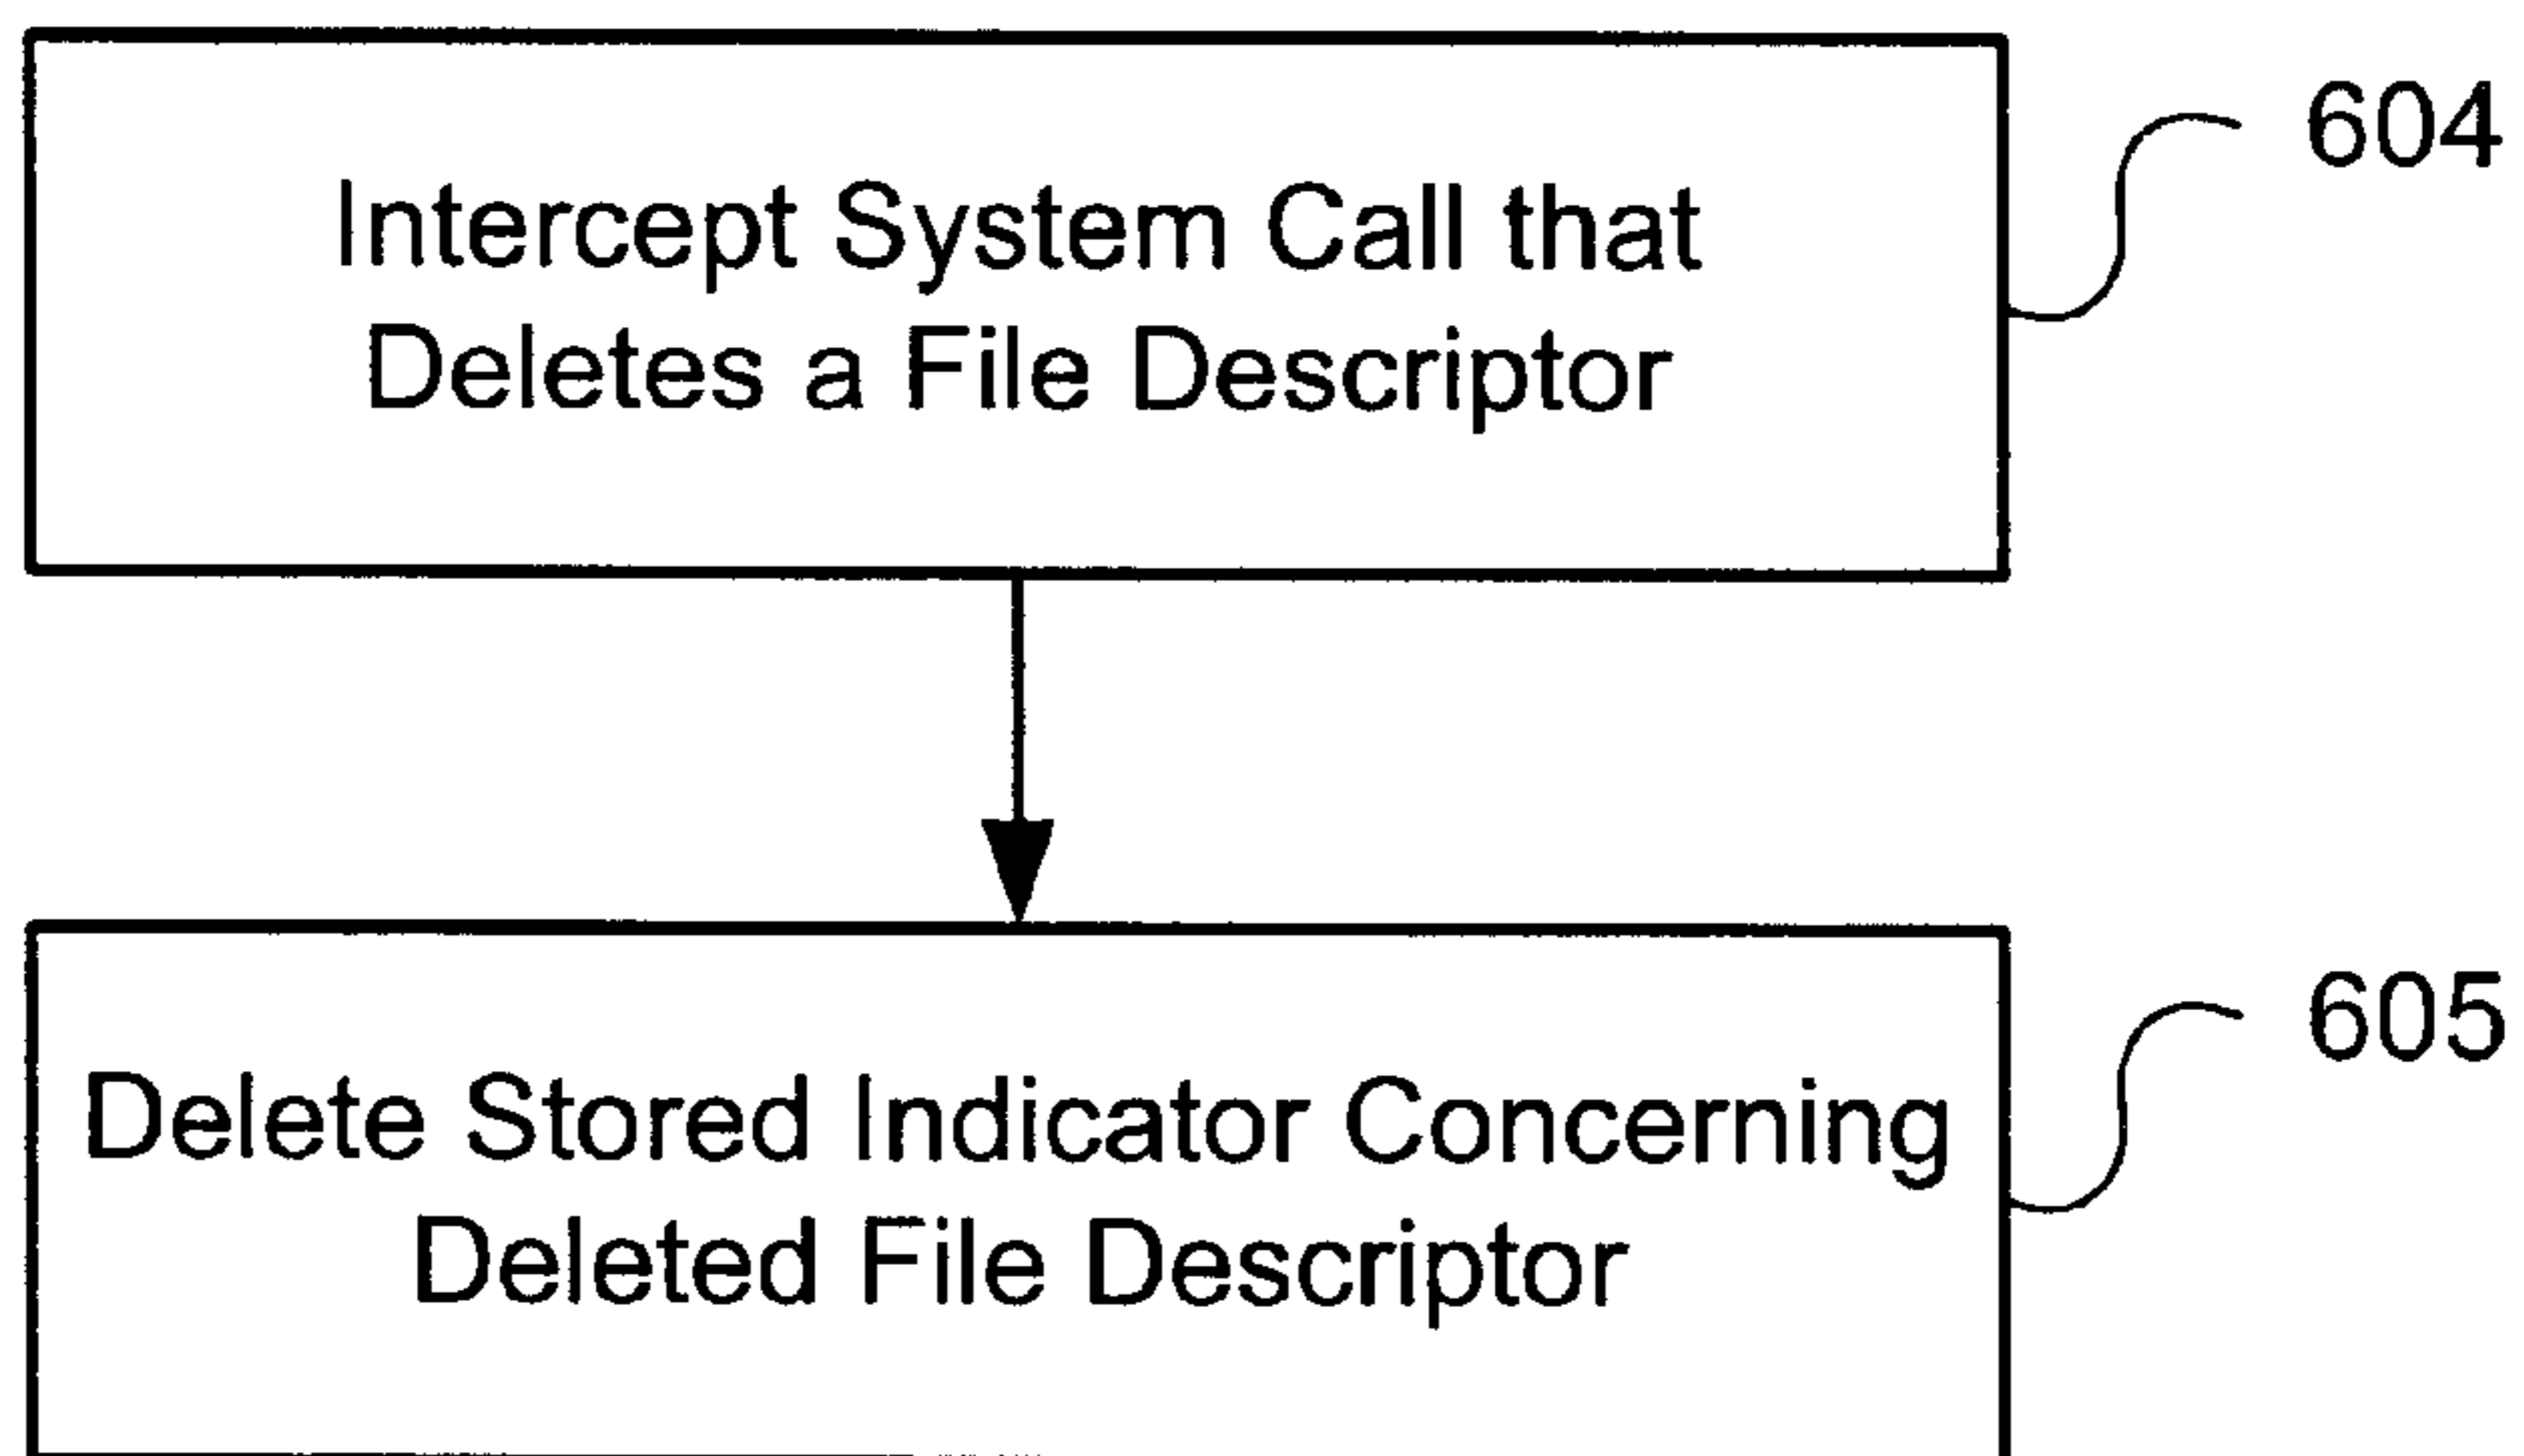 604
Intercept System Call that
Deletes a File Descriptor
605
Delete Stored Indicator Concerning
Deleted File Descriptor